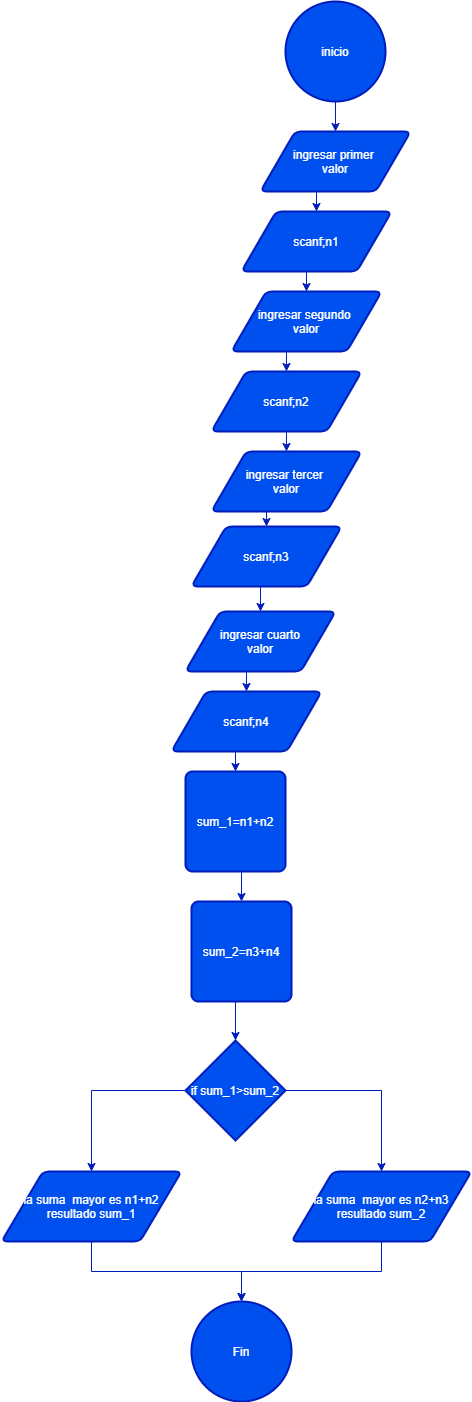 inicio
ingresar primer
valor
scanf;n1
ingresar segundo
valor
scanf;n2
ingresar tercer
valor
scanf;n3
ingresar cuarto
valor
scanf;n4
sum_1=n1+n2
sum_2=n3+n4
if sum_1>sum_2
la suma mayor es n1+n2
resultado sum_1
la suma mayor es n2+n3
resultado sum_2
Fin